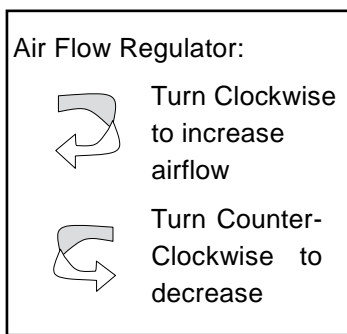 Air Flow Regulator:
Turn Clockwise
to increase
airflow
Turn Counter-
Clockwise to
decrease